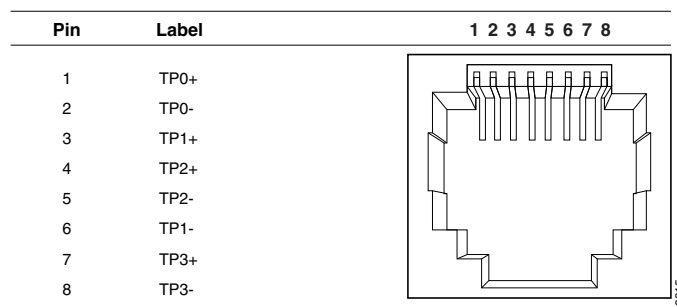 Pin Label 1 2 3 4 5 6 7 8
1 TP0+
2 TP0-
3 TP1+
4 TP2+
5 TP2-
6 TP1-
7 TP3+
8 TP3-